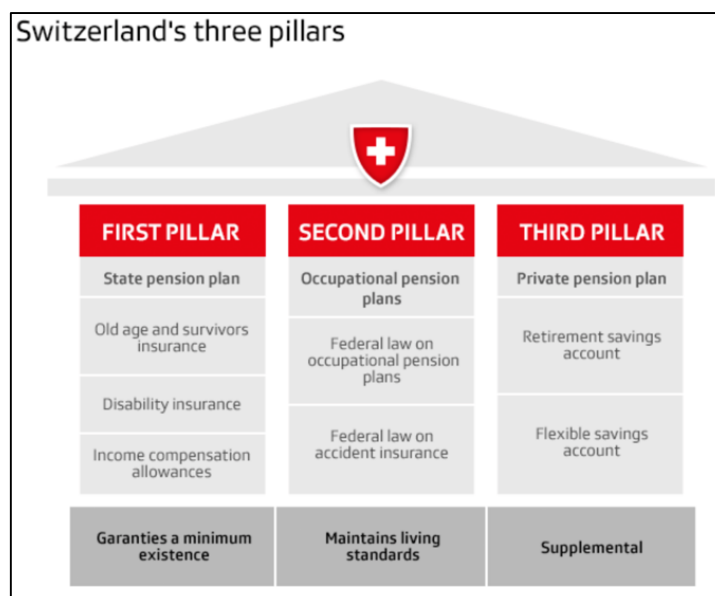 Switzerland's three pillars
FIRST PILLAR
State pension plan
Old age and survivors
insurance
Disability insurance
Income compensation
allowances
Garanties a minimum
existence
SECOND PILLAR
Occupational pension
plans
Federal law on
occupational pension
plans
Federal law on
accident insurance
Maintains living
standards
THIRD PILLAR
Private pension plan
Retirement savings
account
Flexible savings
account
Supplemental